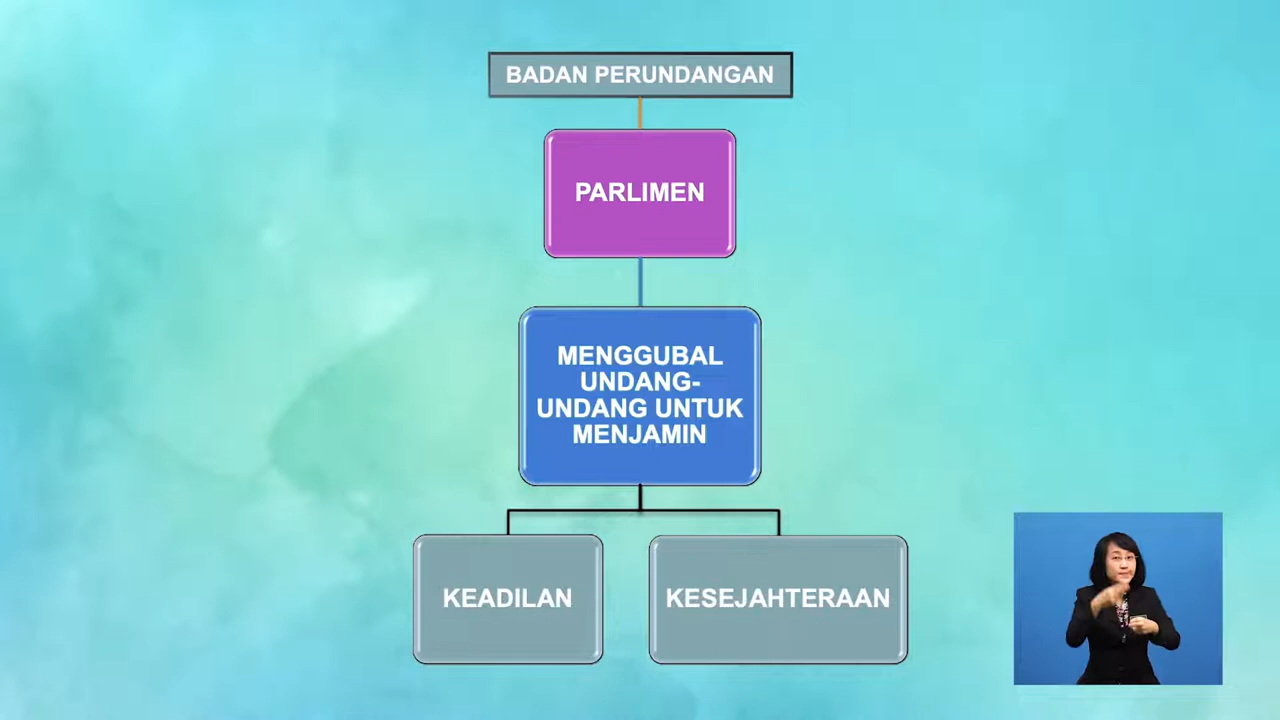 BADAN PERUNDANGAN
PARLIMEN
MENGGUBAL
UNDANG-
UNDANG UNTUK
MENJAMIN
KEADILAN
KESEJAHTERAAN